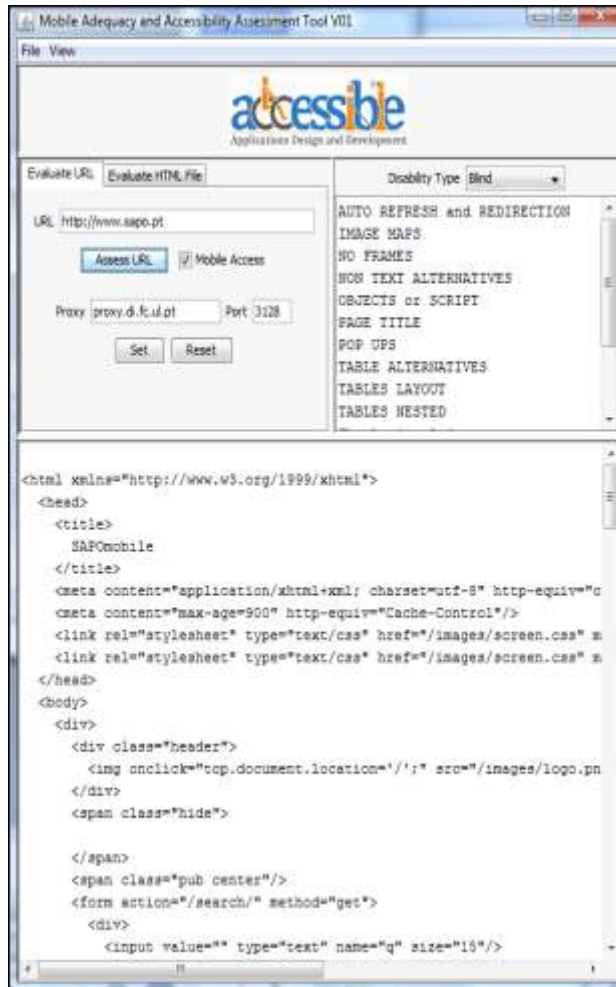 Mobile Adequacy and Accessibility Assessment Tool V01
File View
accessible
Applications Design and Development
Evaluate URL Evaluate HTML File
URL http://www.sapo.pt
Assess URL Mobile Access
Proxy proxy.di.fc.ul.pt Port 3128
Set Reset
Disability Type Blind
AUTO REFRESH and REDIRECTION
IMAGE MAPS
NO FRAMES
NON TEXT ALTERNATIVES
OBJECTS or SCRIPT
PAGE TITLE
POP UPS
TABLE ALTERNATIVES
TABLES LAYOUT
TABLES NESTED
<html xmlns="http://www.w3.org/1999/xhtml">
<head>
<title>
SAPOmobile
</title>
<meta content="application/xhtml+xml; charset=utf-8" http-equiv="c
<meta content="max-age=900" http-equiv="Cache-Control"/>
<link rel="stylesheet" type="text/css" href="/images/screen.css" m
<link rel="stylesheet" type="text/css" href="/images/screen.css" m
</head>
<body>
<div>
<div class="header">
<img onclick="top.document.location='/';" src="/images/logo.pn
</div>
<span class="hide">
</span>
<span class="pub center"/>
<form action="/search/" method="get">
<div>
<input value="" type="text" name="q" size="15"/>